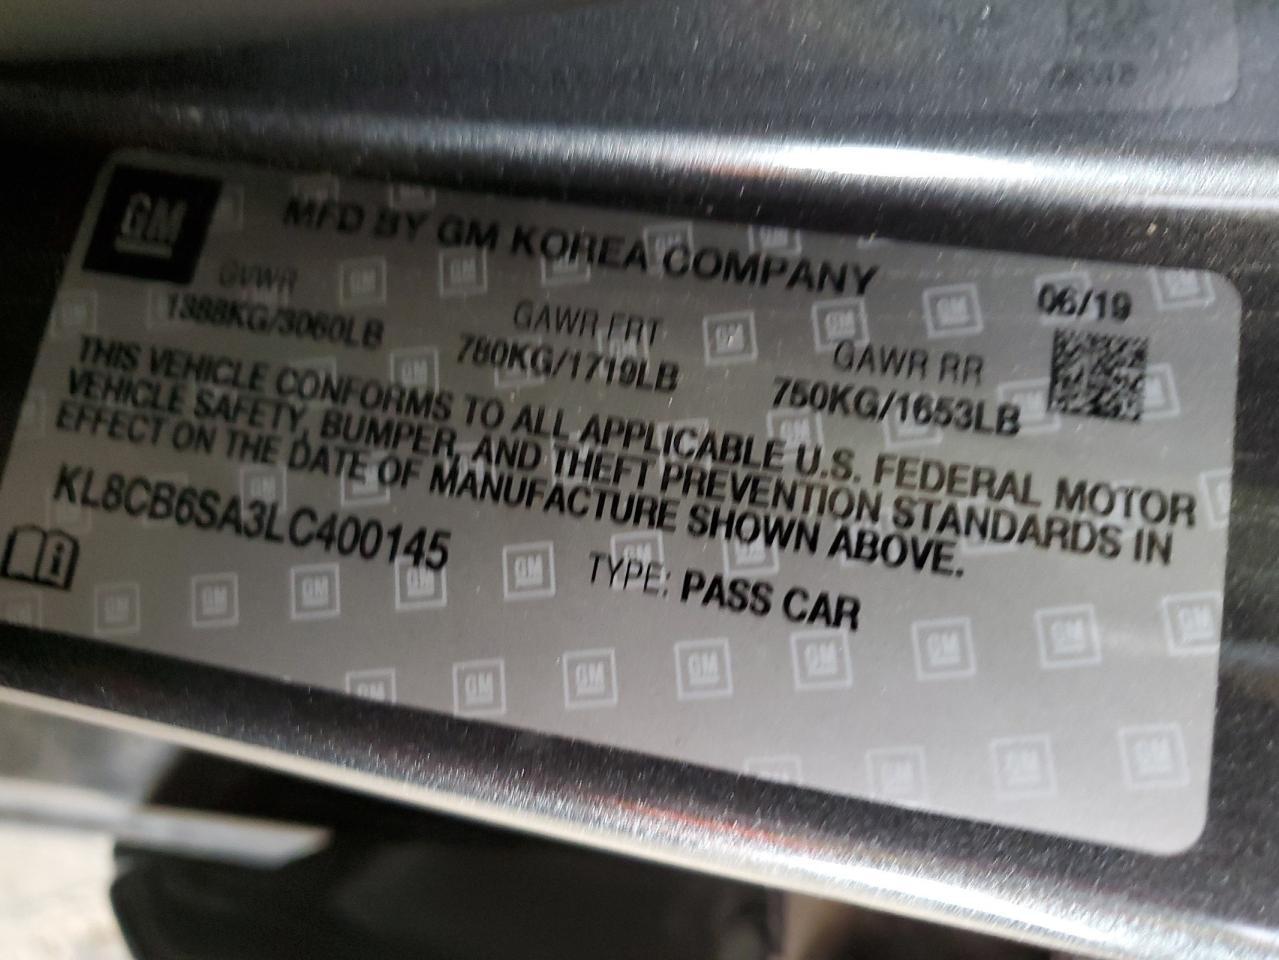 GM
MFD BY GM KOREA COMPANY
06/19
GVWR
1388KG/3060LB
GAWR FRT
780KG/1719LB
GAWR RR
750KG/1653LB
THIS VEHICLE CONFORMS TO ALL APPLICABLE U.S. FEDERAL MOTOR
VEHICLE SAFETY, BUMPER, AND THEFT PREVENTION STANDARDS IN
EFFECT ON THE DATE OF MANUFACTURE SHOWN ABOVE.
KL8CB6SA3LC400145
TYPE: PASS CAR